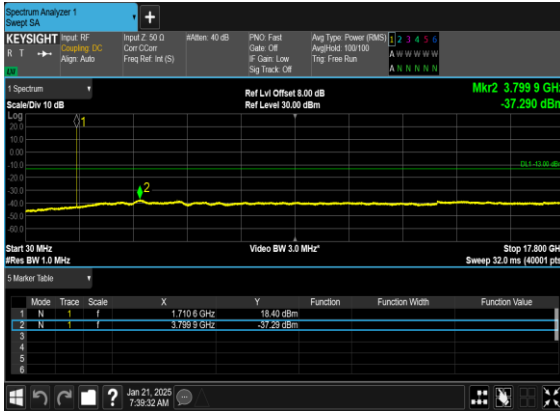 Spectrum Analyzer 1
Swept SA
+
KEYSIGHT Input: RF Input Z: 50 Ω #Atten: 40 dB PNO: Fast Avg Type: Power (RMS) 1 2 3 4 5 6
R T Coupling: DC Corr CCorr Gate: Off Avg|Hold: 100/100 A W W W W W
Align: Auto Freq Ref: Int (S) IF Gain: Low Trig: Free Run
Sig Track: Off A N N N N N
1 Spectrum
Ref Lvl Offset 8.00 dB Mkr2 3.799 9 GHz
Scale/Div 10 dB Ref Level 30.00 dBm -37.290 dBm
Log
20.0
10.0
0.00
-10.0
DL1 -13.00 dBm
-20.0
-30.0
-40.0
-50.0
-60.0
1
2
Start 30 MHz Video BW 3.0 MHz* Stop 17.800 GHz
#Res BW 1.0 MHz Sweep 32.0 ms (40001 pts)
5 Marker Table
Mode Trace Scale X Y Function Function Width Function Value
1 N 1 f 1.710 6 GHz 18.40 dBm
2 N 1 f 3.799 9 GHz -37.29 dBm
3
4
5
6
? Jan 21, 2025
7:39:32 AM